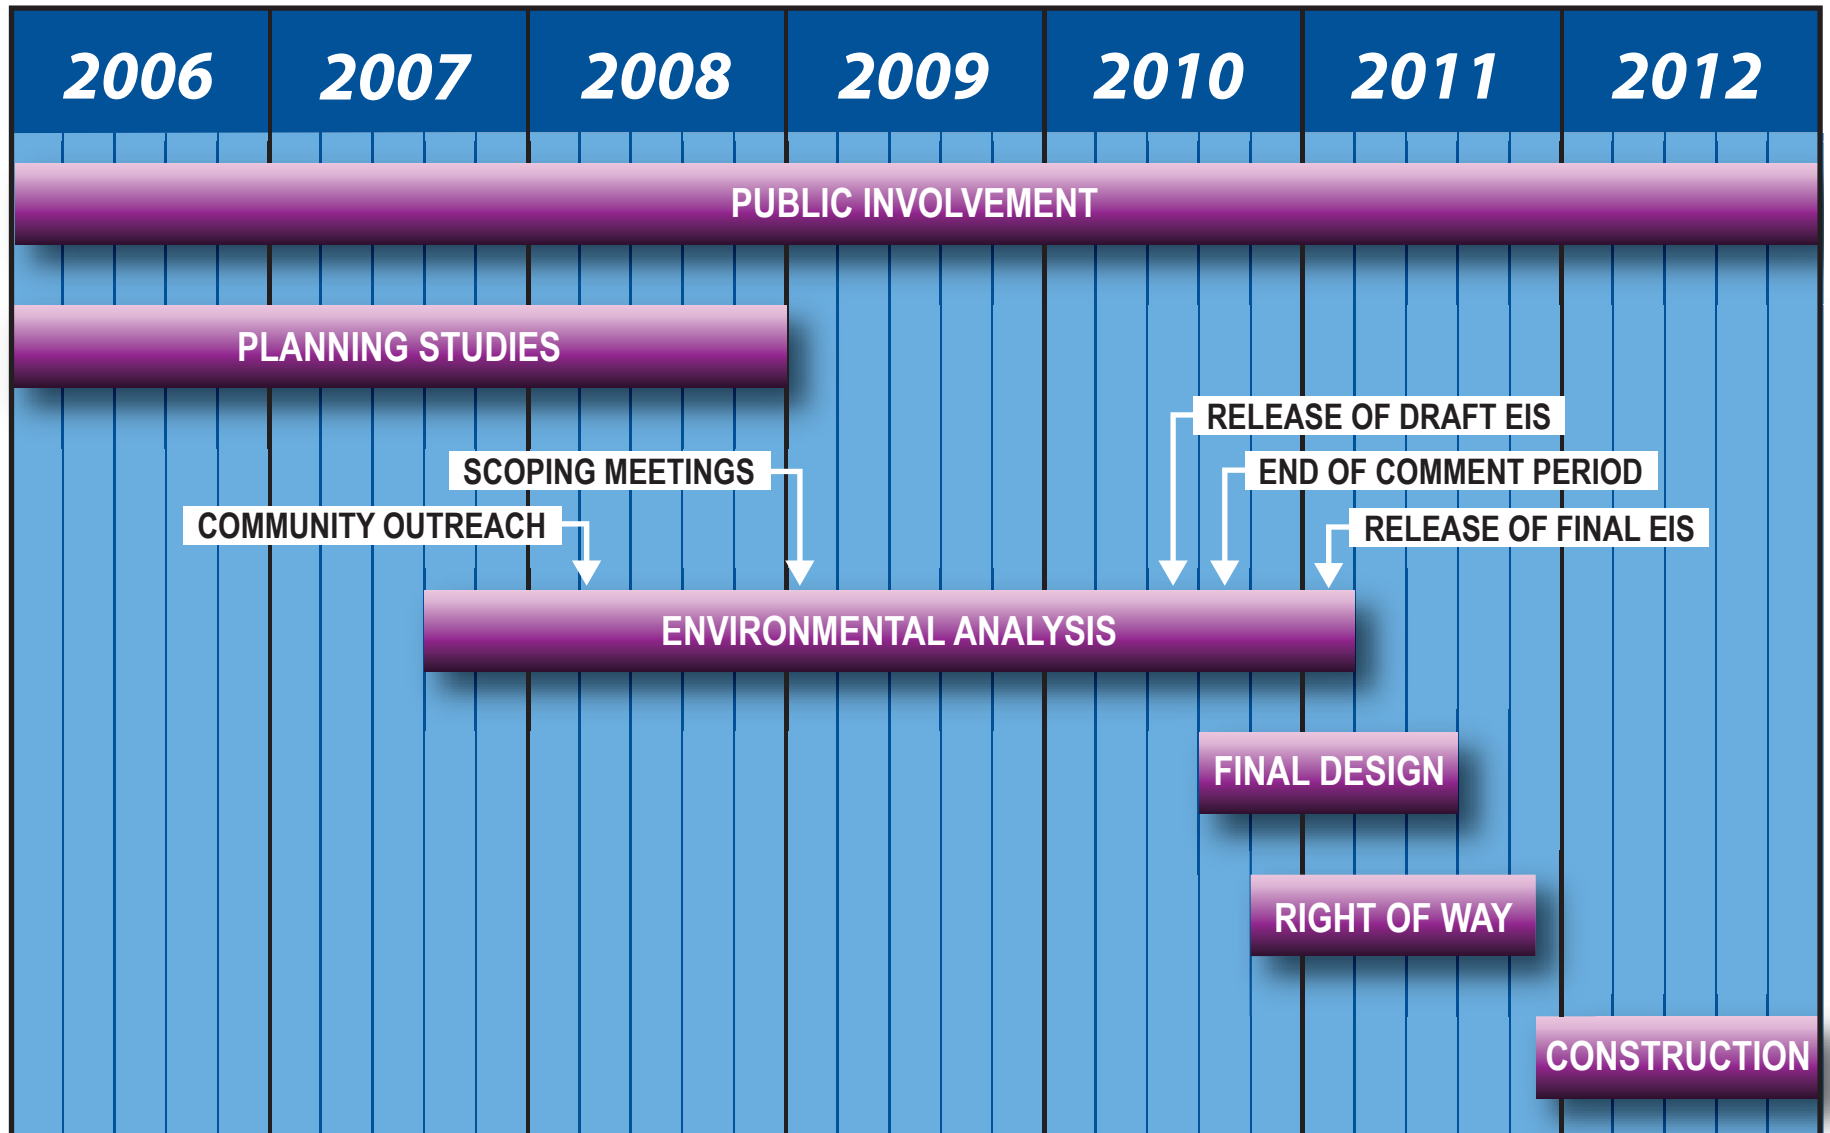 2006 2007 2008 2009 2010 2011 2012
PUBLIC INVOLVEMENT
PLANNING STUDIES
RELEASE OF DRAFT EIS
SCOPING MEETINGS
END OF COMMENT PERIOD
COMMUNITY OUTREACH
RELEASE OF FINAL EIS
ENVIRONMENTAL ANALYSIS
FINAL DESIGN
RIGHT OF WAY
CONSTRUCTION